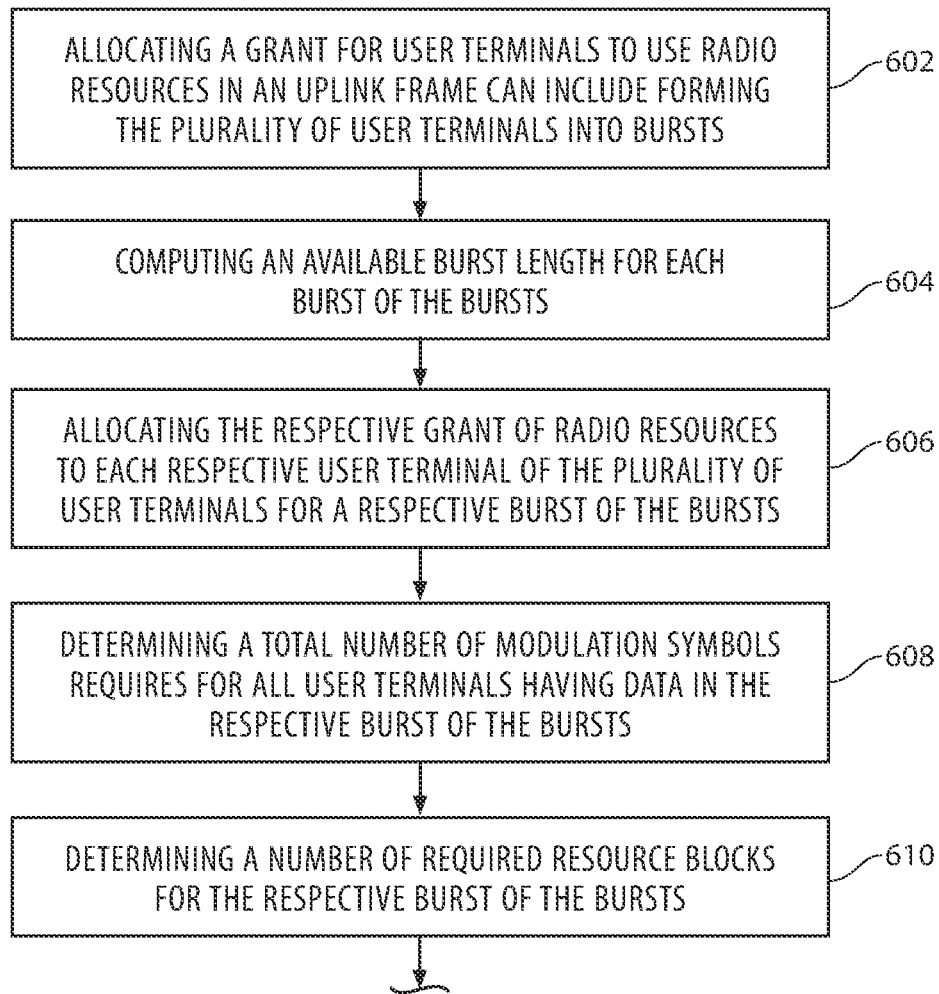 ALLOCATING A GRANT FOR USER TERMINALS TO USE RADIO
RESOURCES IN AN UPLINK FRAME CAN INCLUDE FORMING
THE PLURALITY OF USER TERMINALS INTO BURSTS
602
COMPUTING AN AVAILABLE BURST LENGTH FOR EACH
BURST OF THE BURSTS
604
ALLOCATING THE RESPECTIVE GRANT OF RADIO RESOURCES
TO EACH RESPECTIVE USER TERMINAL OF THE PLURALITY OF
USER TERMINALS FOR A RESPECTIVE BURST OF THE BURSTS
606
DETERMINING A TOTAL NUMBER OF MODULATION SYMBOLS
REQUIRES FOR ALL USER TERMINALS HAVING DATA IN THE
RESPECTIVE BURST OF THE BURSTS
608
DETERMINING A NUMBER OF REQUIRED RESOURCE BLOCKS
FOR THE RESPECTIVE BURST OF THE BURSTS
610